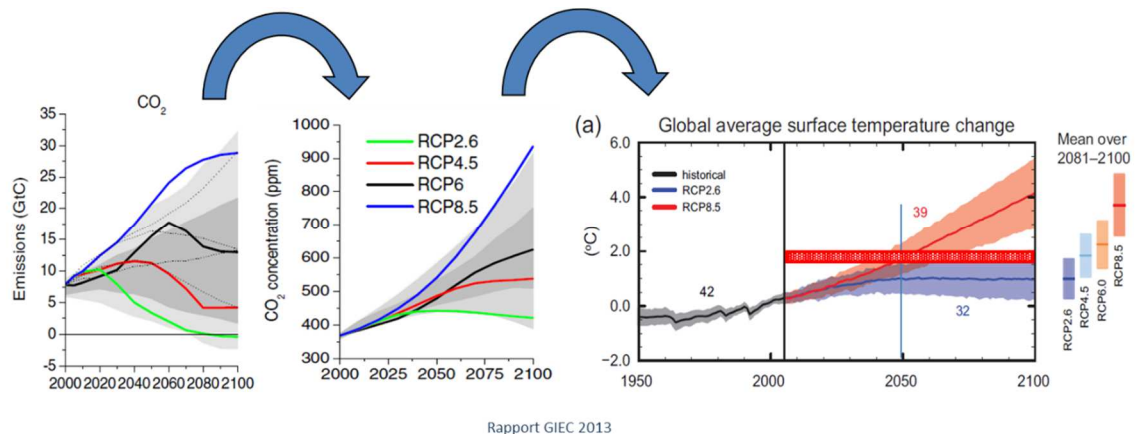 CO2
Emissions (GtC)
35
30
25
20
15
10
5
0
-5
2000 2020 2040 2060 2080 2100
CO2 concentration (ppm)
1000
900
800
700
600
500
400
300
2000 2025 2050 2075 2100
RCP2.6
RCP4.5
RCP6
RCP8.5
(a) Global average surface temperature change
(°C)
6.0
4.0
2.0
0.0
−2.0
historical
RCP2.6
RCP8.5
42
39
32
1950 2000 2050 2100
Mean over
2081–2100
RCP2.6
RCP4.5
RCP6.0
RCP8.5
Rapport GIEC 2013